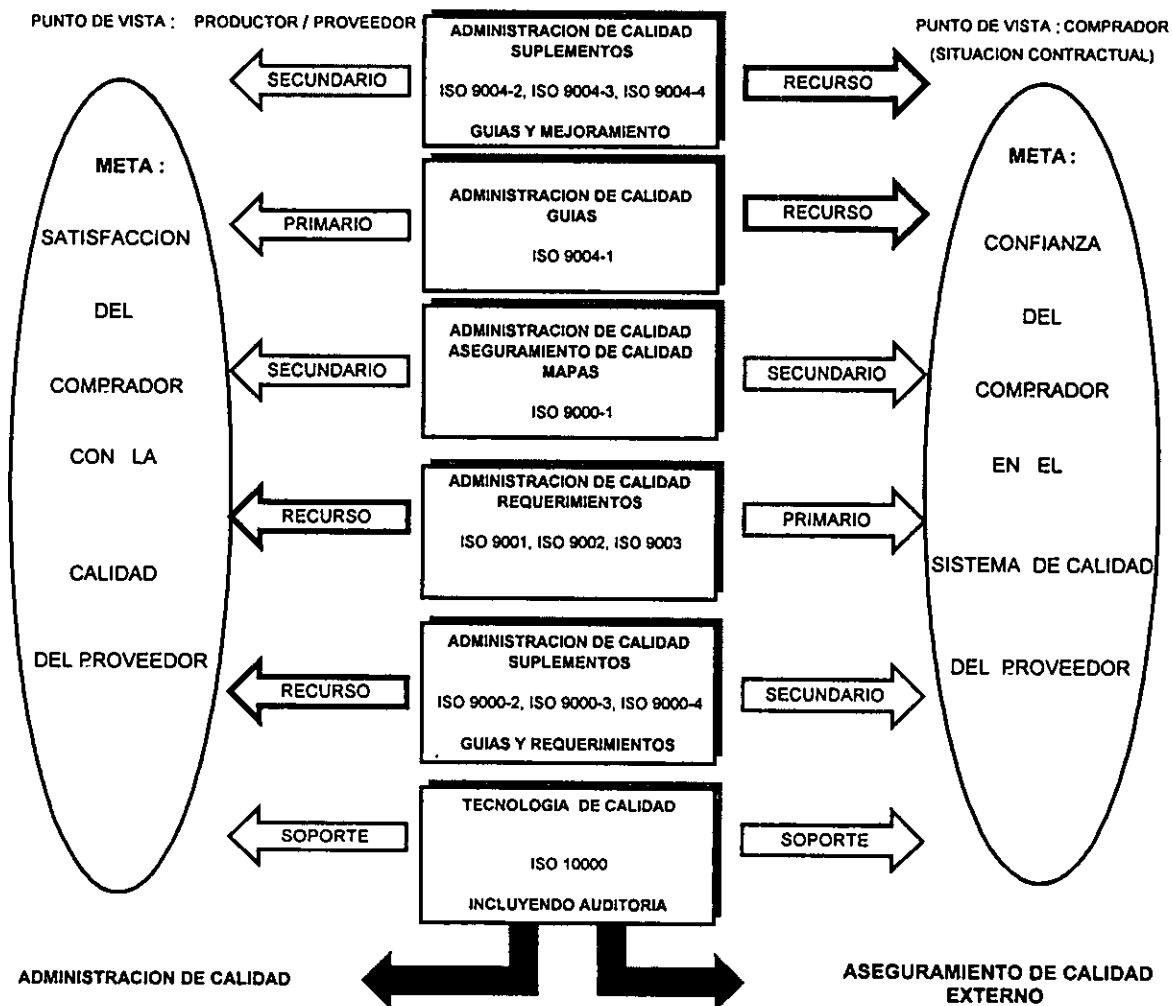 PUNTO DE VISTA : PRODUCTOR / PROVEEDOR
PUNTO DE VISTA : COMPRADOR
(SITUACION CONTRACTUAL)
META :
SATISFACCION
DEL
COMPRADOR
CON LA
CALIDAD
DEL PROVEEDOR
SECUNDARIO
ADMINISTRACION DE CALIDAD
SUPLEMENTOS
ISO 9004-2, ISO 9004-3, ISO 9004-4
GUIAS Y MEJORAMIENTO
RECURSO
PRIMARIO
ADMINISTRACION DE CALIDAD
GUIAS
ISO 9004-1
RECURSO
SECUNDARIO
ADMINISTRACION DE CALIDAD
ASEGURAMIENTO DE CALIDAD
MAPAS
ISO 9000-1
SECUNDARIO
RECURSO
ADMINISTRACION DE CALIDAD
REQUERIMIENTOS
ISO 9001, ISO 9002, ISO 9003
PRIMARIO
RECURSO
ADMINISTRACION DE CALIDAD
SUPLEMENTOS
ISO 9000-2, ISO 9000-3, ISO 9000-4
GUIAS Y REQUERIMIENTOS
SECUNDARIO
SOPORTE
TECNOLOGIA DE CALIDAD
ISO 10000
INCLUYENDO AUDITORIA
SOPORTE
META :
CONFIANZA
DEL
COMPRADOR
EN EL
SISTEMA DE CALIDAD
DEL PROVEEDOR
ADMINISTRACION DE CALIDAD
ASEGURAMIENTO DE CALIDAD
EXTERNO